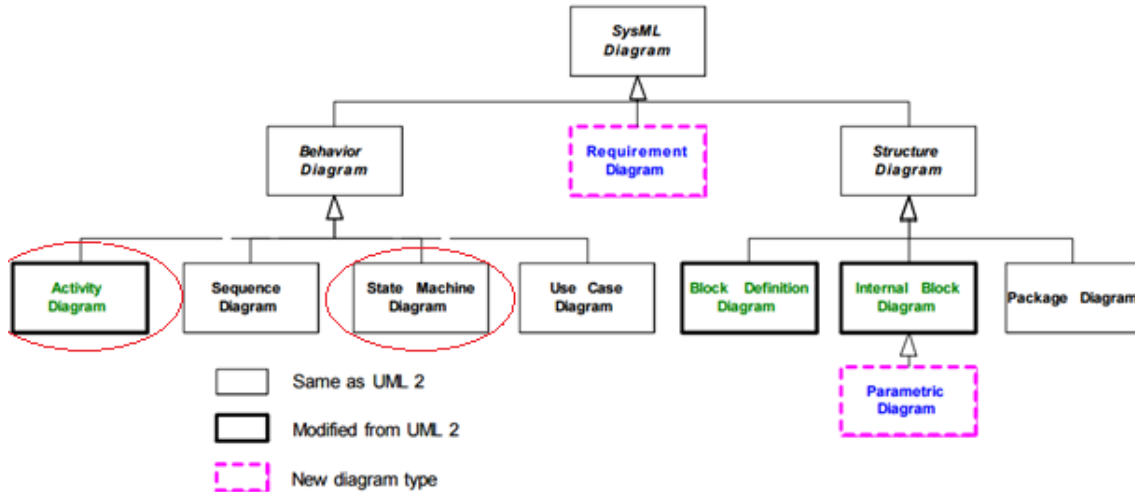 SysML
Diagram
Behavior
Diagram
Requirement
Diagram
Structure
Diagram
Activity
Diagram
Sequence
Diagram
State Machine
Diagram
Use Case
Diagram
Block Definition
Diagram
Internal Block
Diagram
Package Diagram
Same as UML 2
Parametric
Diagram
Modified from UML 2
New diagram type